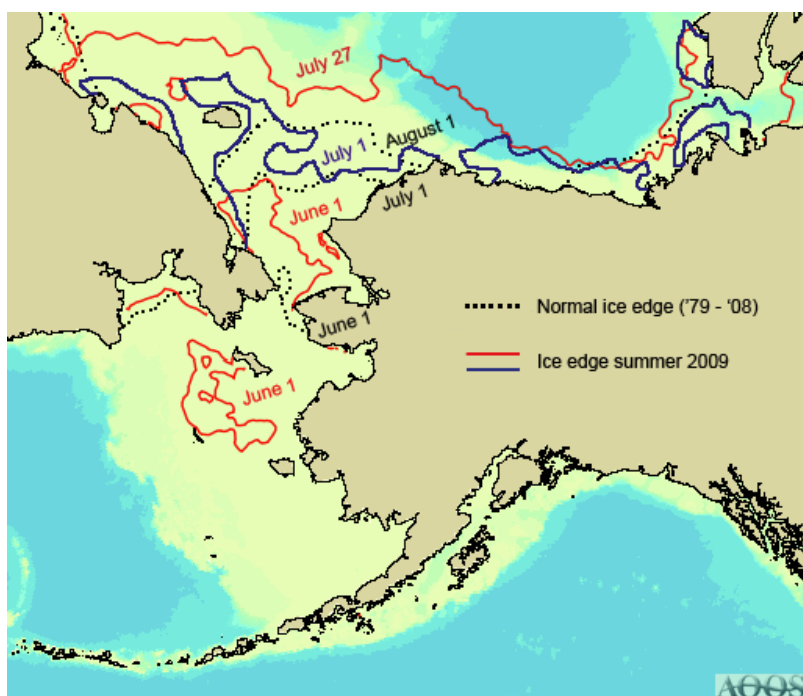 July 27
August 1
July 1
July 1
June 1
June 1
June 1
Normal ice edge ('79 - '08)
Ice edge summer 2009
AOOS